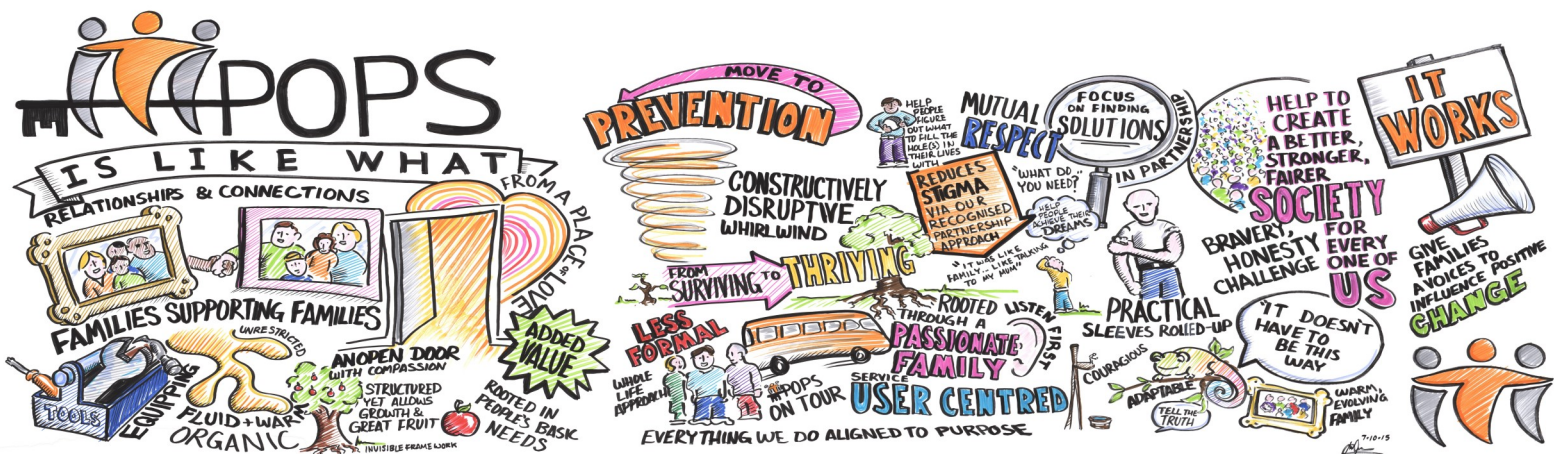 POPS
IS LIKE WHAT
RELATIONSHIPS & CONNECTIONS
FROM A PLACE OF LOVE
FAMILIES SUPPORTING FAMILIES
TOOLS
EQUIPPING
UNRESTRICTED
FLUID + WARM
ORGANIC
AN OPEN DOOR
WITH COMPASSION
STRUCTURED
YET ALLOWS
GROWTH &
GREAT FRUIT
INVISIBLE FRAMEWORK
ADDED
VALUE
ROOTED IN
PEOPLE'S BASIC
NEEDS
MOVE TO
PREVENTION
CONSTRUCTIVELY
DISRUPTIVE
WHIRLWIND
FROM
SURVIVING TO
THRIVING
HELP
PEOPLE
FIGURE
OUT WHAT
TO FILL THE
HOLE(S) IN
THEIR LIVES
WITH
MUTUAL
RESPECT
FOCUS
ON FINDING
SOLUTIONS
IN PARTNERSHIP
REDUCES
STIGMA
VIA OUR
RECOGNISED
PARTNERSHIP
APPROACH
"WHAT DO
YOU NEED?"
HELP
PEOPLE
ACHIEVE THEIR
DREAMS
"IT WAS LIKE
FAMILY... LIKE TALKING
TO MY MUM"
LESS
FORMAL
WHOLE
LIFE
APPROACH
POPS
ON TOUR
ROOTED
THROUGH A
PASSIONATE
FAMILY
LISTEN FIRST
SERVICE
USER CENTRED
EVERYTHING WE DO ALIGNED TO PURPOSE
PRACTICAL
SLEEVES ROLLED-UP
COURAGIOUS
ADAPTABLE
TELL THE
TRUTH
HELP TO
CREATE
A BETTER,
STRONGER,
FAIRER
SOCIETY
FOR
EVERY
ONE OF
US
BRAVERY,
HONESTY
CHALLENGE
"IT DOESN'T
HAVE TO
BE THIS
WAY
WARM,
EVOLVING
FAMILY
IT
WORKS
GIVE
FAMILIES
A VOICES TO
INFLUENCE POSITIVE
CHANGE
7-10-15